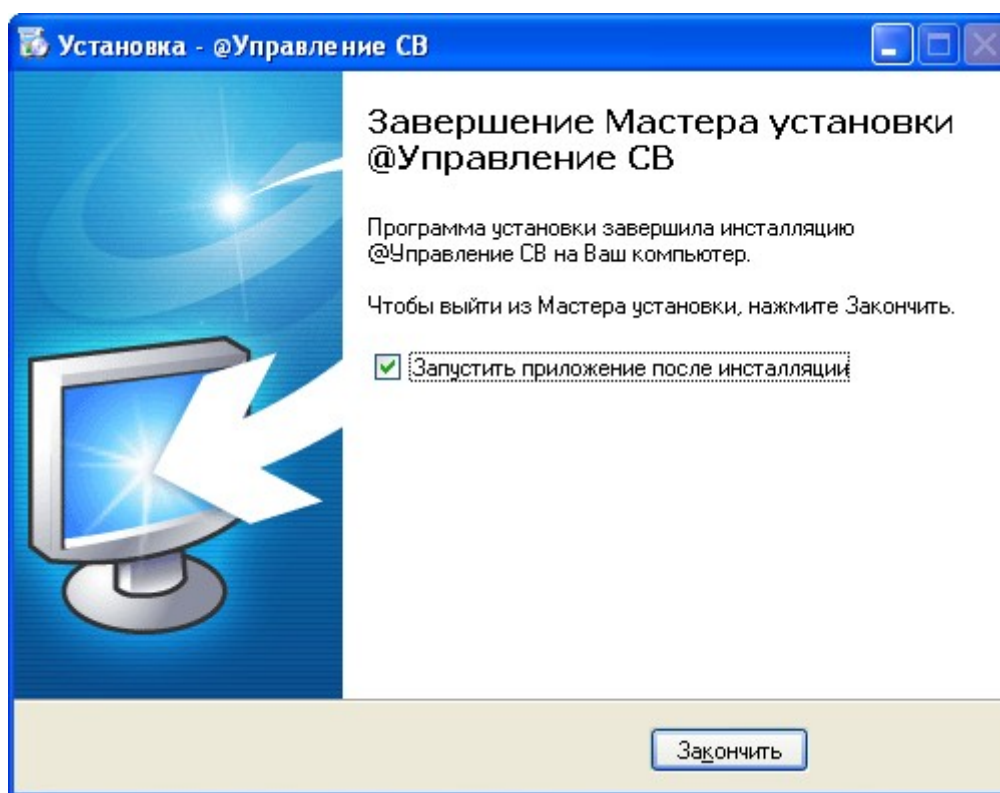 Установка - @Управление СВ
Завершение Мастера установки
@Управление СВ
Программа установки завершила инсталляцию
@Управление СВ на Ваш компьютер.
Чтобы выйти из Мастера установки, нажмите Закончить.
Запустить приложение после инсталляции
Закончить